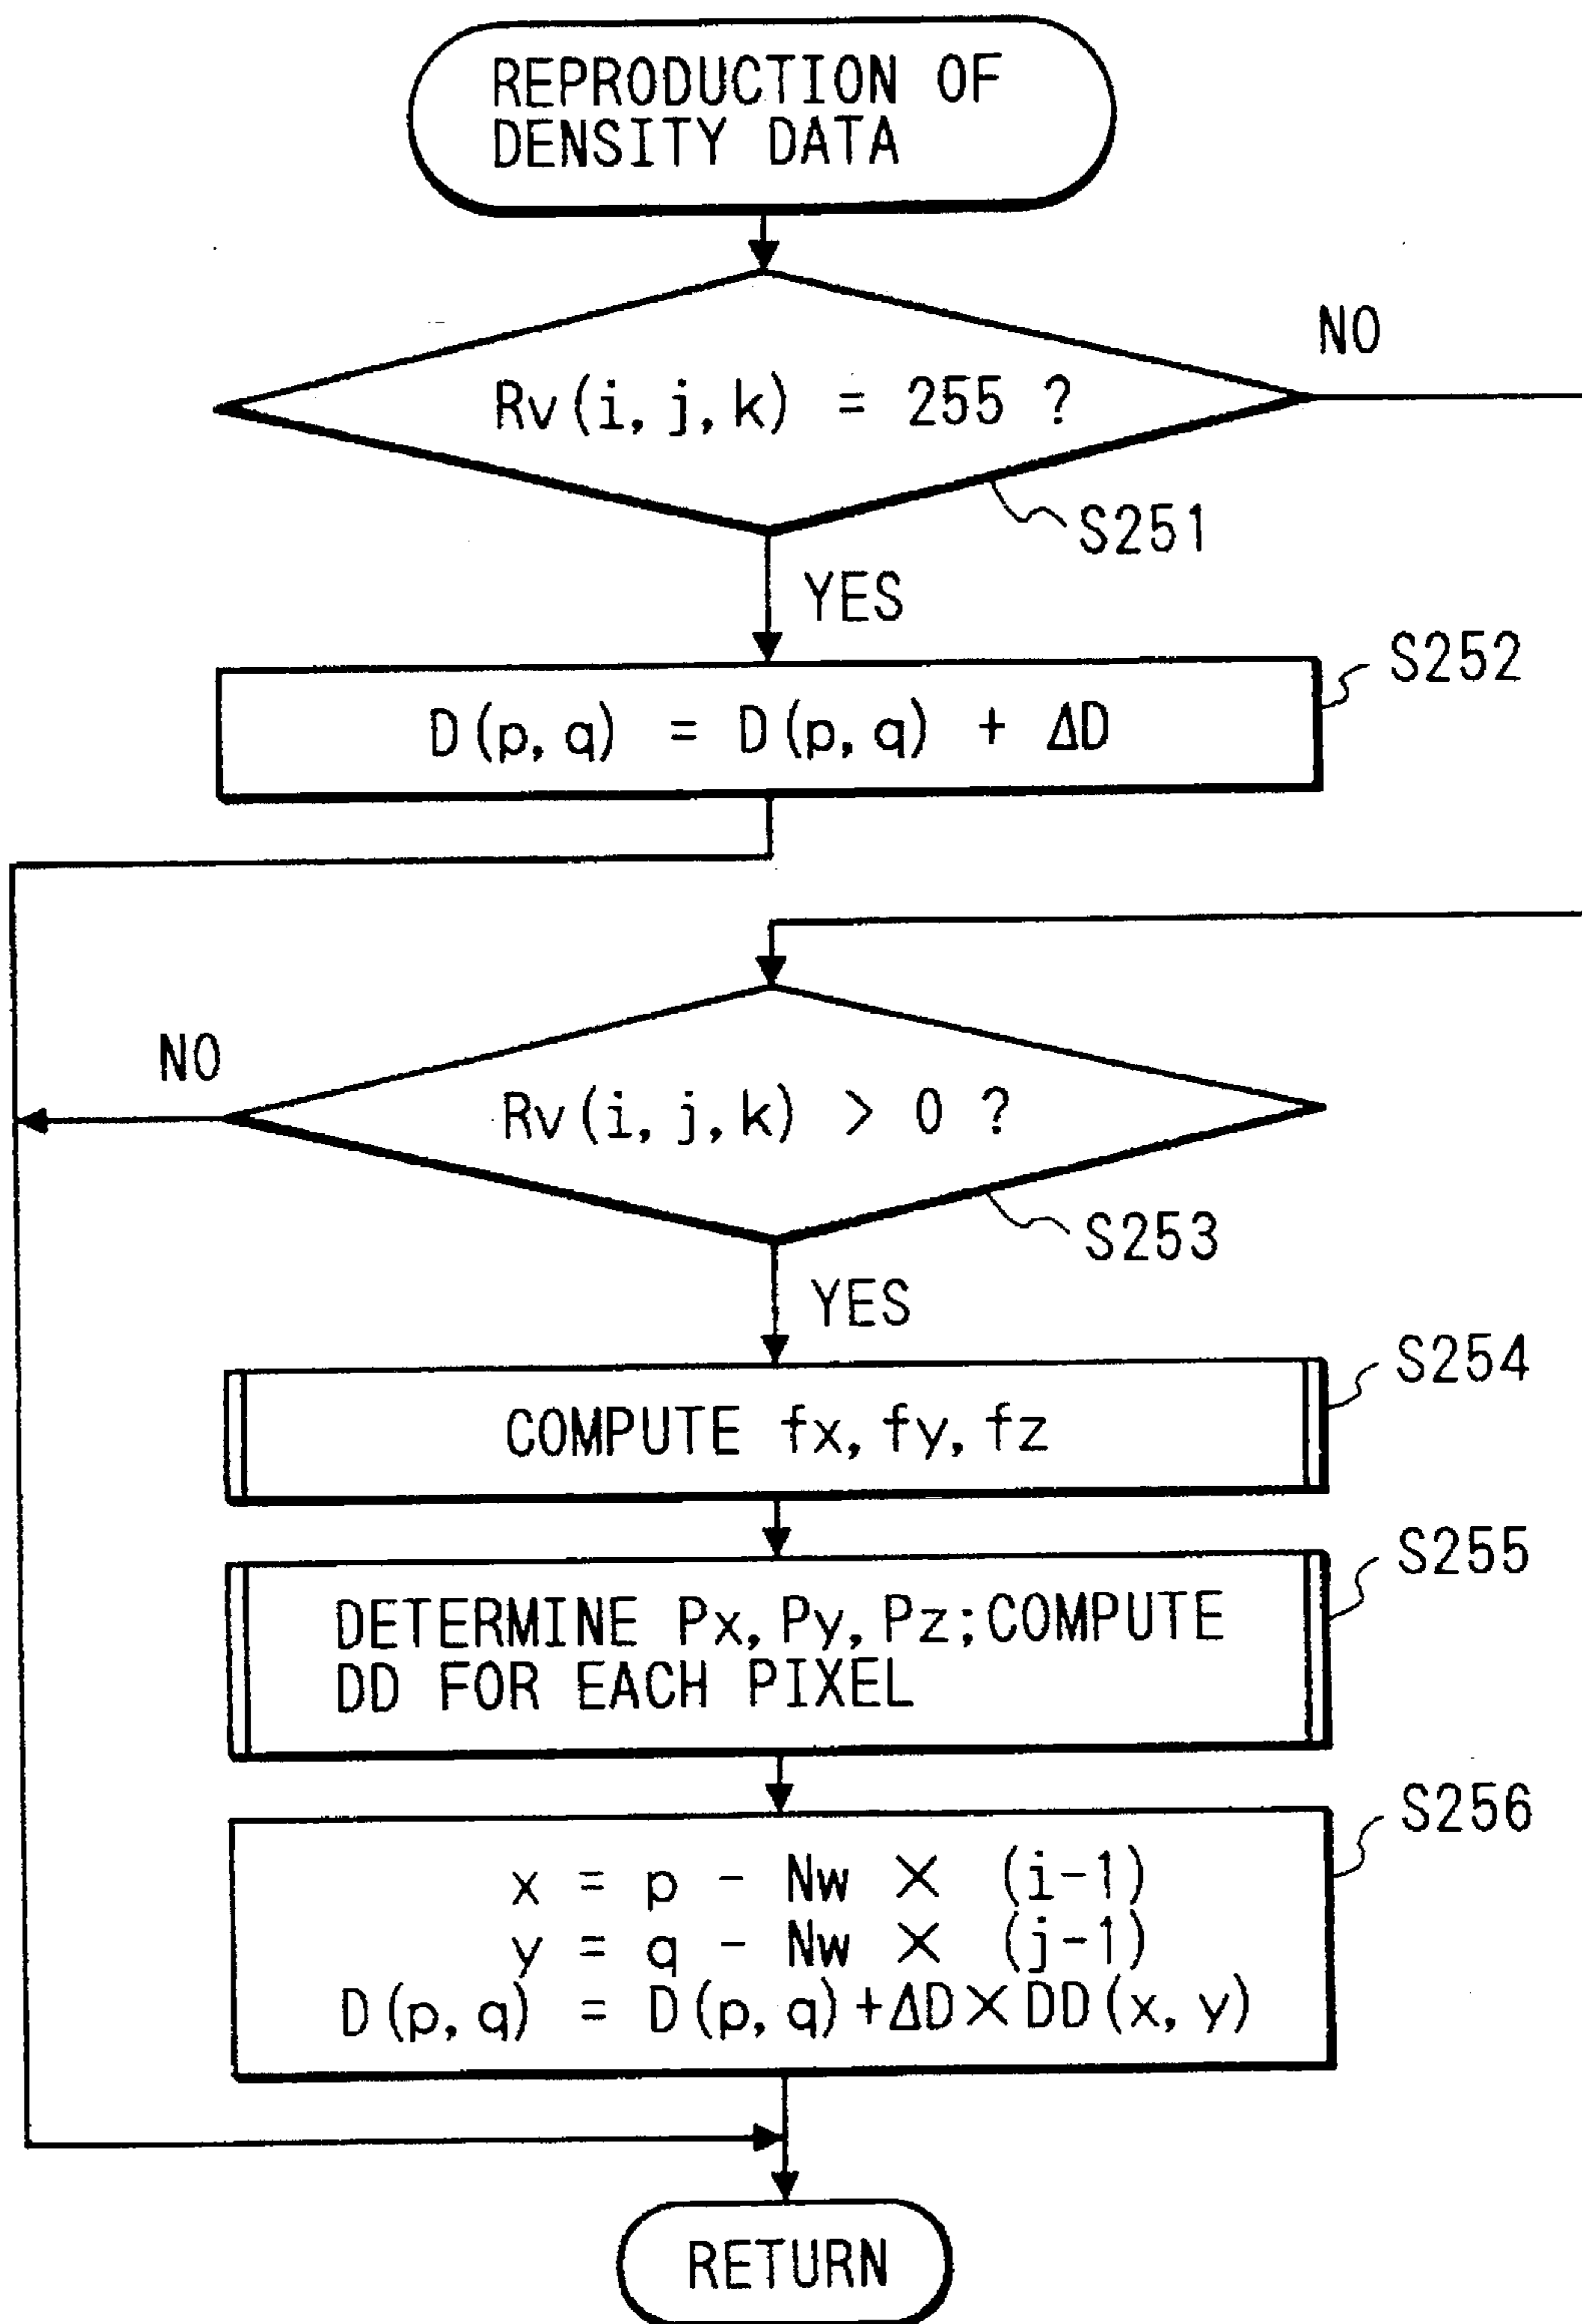 REPRODUCTION OF
DENSITY DATA
NO
Rv(i, j, k) = 255 ?
S251
YES
S252
D(p, q) = D(p, q) + ΔD
NO
Rv(i, j, k) > 0 ?
S253
YES
S254
COMPUTE fx, fy, fz
S255
DETERMINE Px, Py, Pz;COMPUTE
DD FOR EACH PIXEL
S256
x = p - Nw × (i-1)
y = q - Nw × (j-1)
D(p, q) = D(p, q)+ΔD×DD(x, y)
RETURN